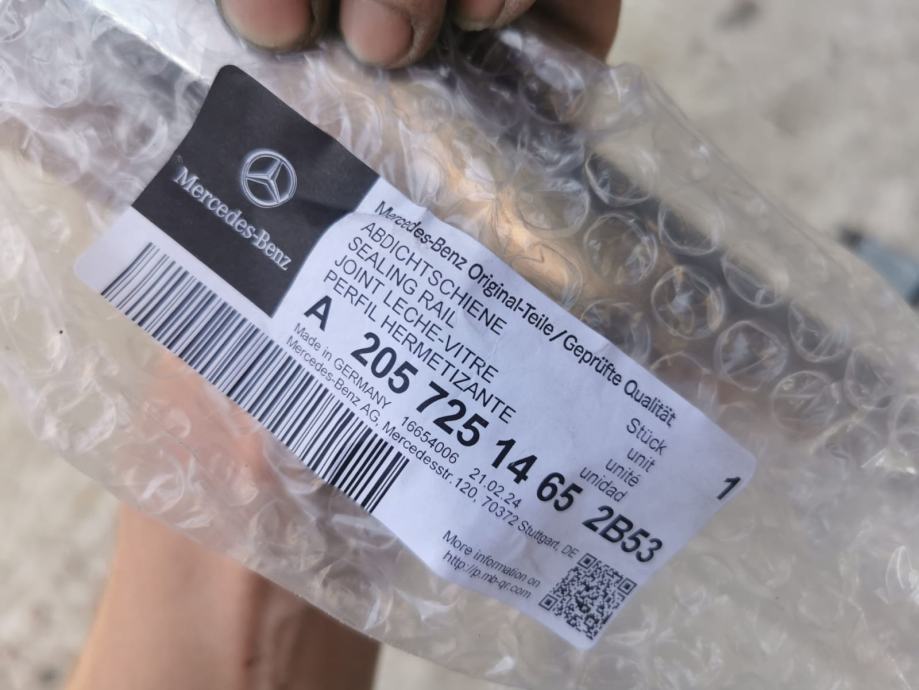 Mercedes-Benz
Mercedes-Benz Original-Teile / Geprüfte Qualität
ABDICHTSCHIENE
SEALING RAIL
JOINT LECHE-VITRE
PERFIL HERMETIZANTE
Stück
unit
unité
unidad
1
A 205 725 14 65 2B53
Made in GERMANY 16654006 21.02.24
Mercedes-Benz AG, Mercedesstr.120, 70372 Stuttgart, DE
More information on
http://p.mb-qr.com